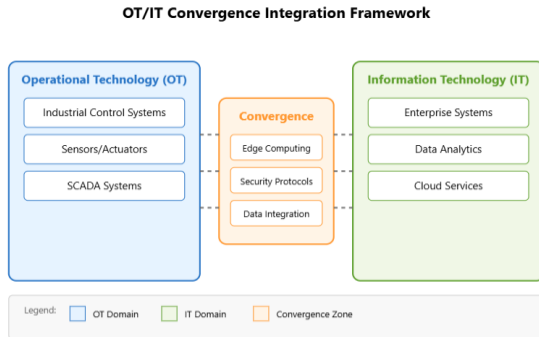 OT/IT Convergence Integration Framework
Operational Technology (OT)
Industrial Control Systems
Sensors/Actuators
SCADA Systems
Convergence
Edge Computing
Security Protocols
Data Integration
Information Technology (IT)
Enterprise Systems
Data Analytics
Cloud Services
Legend:
OT Domain
IT Domain
Convergence Zone